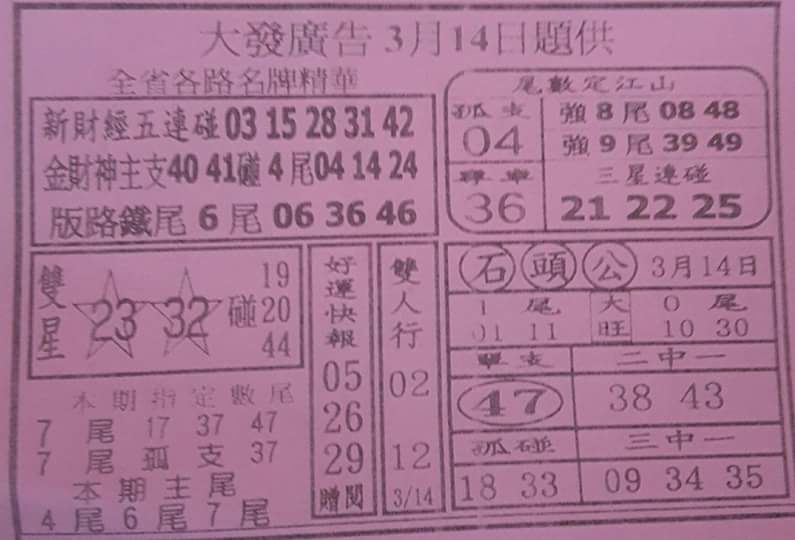 大發廣告 3月14日題供
全省各路名牌精華
新財經五連碰 03 15 28 31 42
金財神主支 40 41 碰 4 尾 04 14 24
版路鐵尾 6 尾 06 36 46
尾數定江山
孤支
04
強 8 尾 08 48
強 9 尾 39 49
單車
36
三星連碰
21 22 25
雙星
23 32 碰
19
20
44
本期指定數尾
7 尾 17 37 47
7 尾 孤支 37
本期主尾
4 尾 6 尾 7 尾
好運快報
05
26
29
贈閱
雙人行
02
12
3/14
石頭公 3月14日
1 尾 大旺 0 尾
01 11 10 30
單支
47
二中一
38 43
孤碰
18 33
三中一
09 34 35